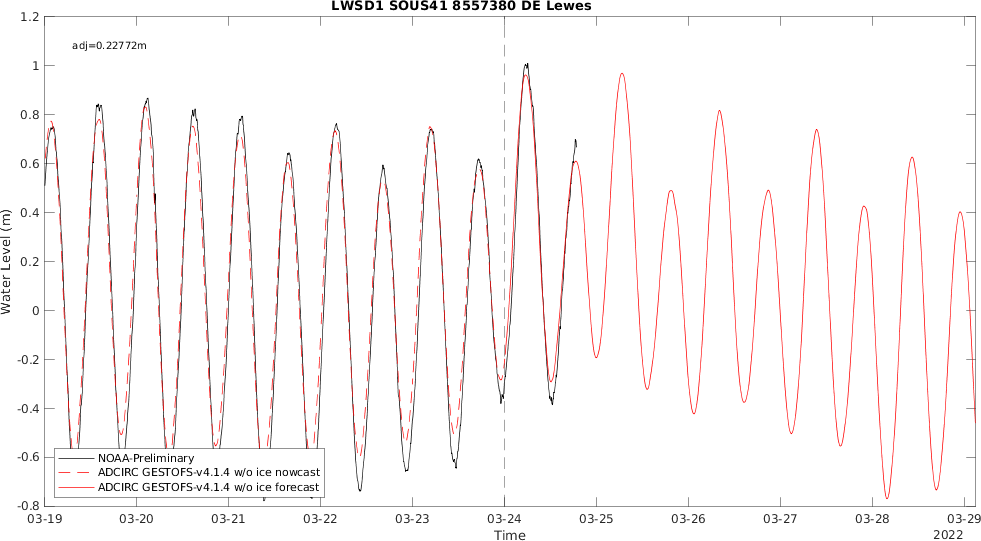 LWSD1 SOUS41 8557380 DE Lewes
adj=0.22772m
1.2
1
0.8
0.6
0.4
0.2
0
-0.2
-0.4
-0.6
-0.8
Water Level (m)
NOAA-Preliminary
ADCIRC GESTOFS-v4.1.4 w/o ice nowcast
ADCIRC GESTOFS-v4.1.4 w/o ice forecast
03-19 03-20 03-21 03-22 03-23 03-24 03-25 03-26 03-27 03-28 03-29
Time
2022